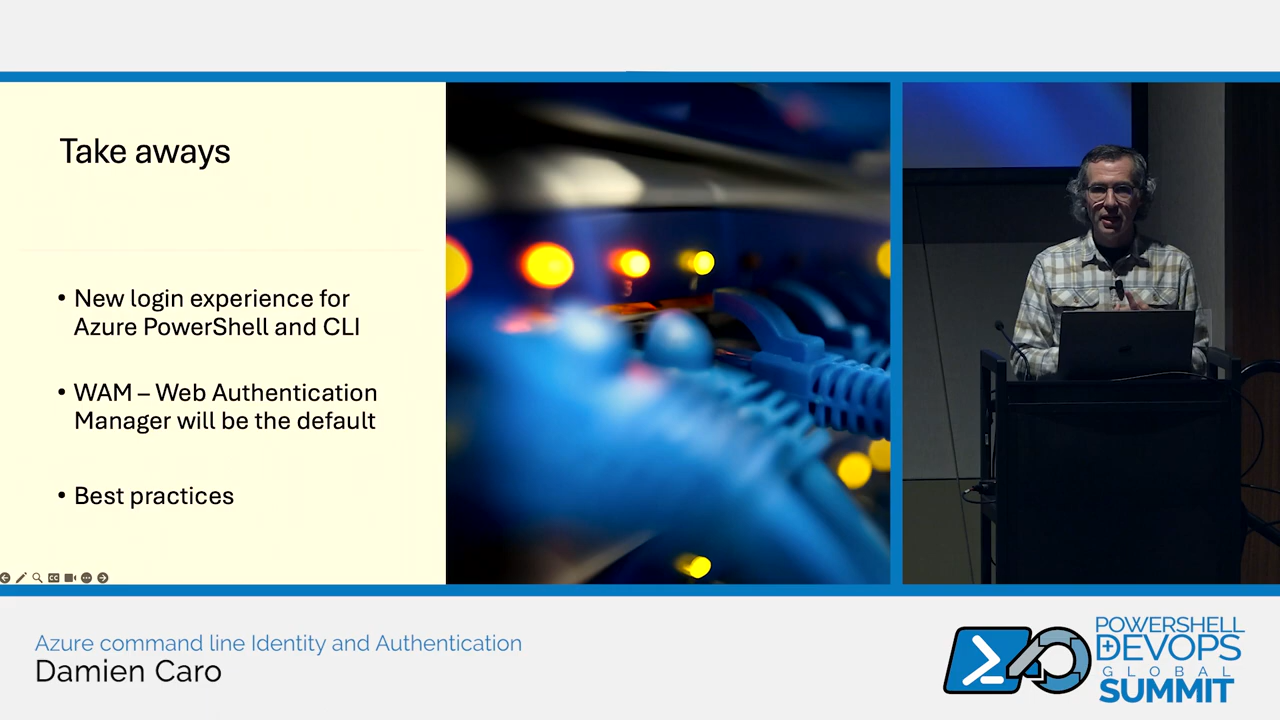 Take aways
• New login experience for
Azure PowerShell and CLI
• WAM – Web Authentication
Manager will be the default
• Best practices
CC
Azure command line Identity and Authentication
Damien Caro
POWERSHELL
+DEVOPS
GLOBAL
SUMMIT